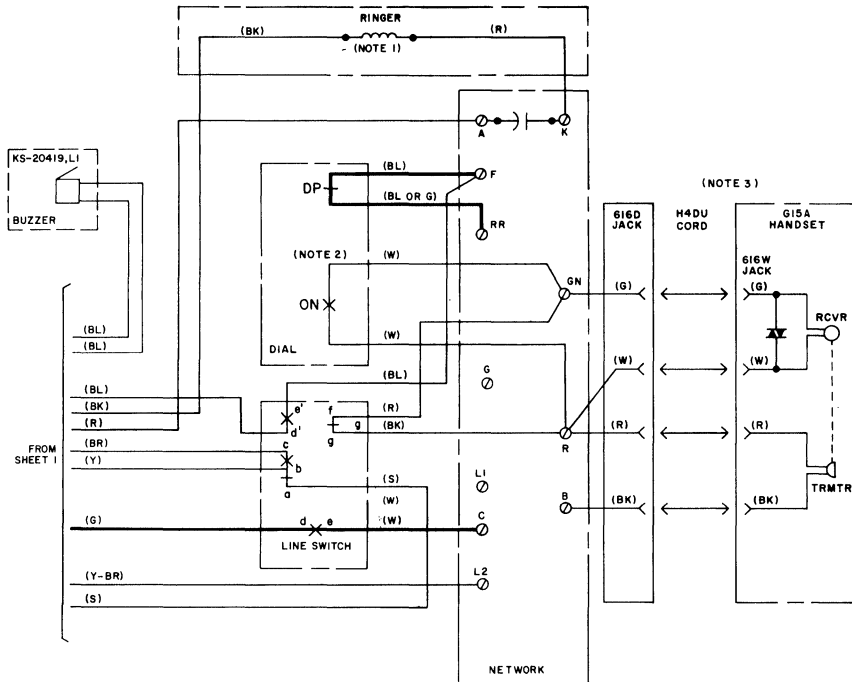 RINGER
(BK)
(R)
(NOTE 1)
A
K
KS-20419,L1
BUZZER
(BL)
F
DP
(BL OR G)
RR
(NOTE 3)
616D
JACK
H4DU
CORD
G15A
HANDSET
616W
JACK
(NOTE 2)
(W)
GN
(G)
(G)
RCVR
ON
(W)
(W)
(W)
DIAL
(BL)
(BL)
(BL)
G
(BL)
(BK)
(R)
e'
d'
f
g
g
(R)
(BK)
R
(R)
(R)
FROM
SHEET 1
(BR)
(Y)
c
b
a
(S)
L1
TRMTR
(W)
B
(BK)
(BK)
(G)
d
e
(W)
C
LINE SWITCH
(Y-BR)
L2
(S)
NETWORK